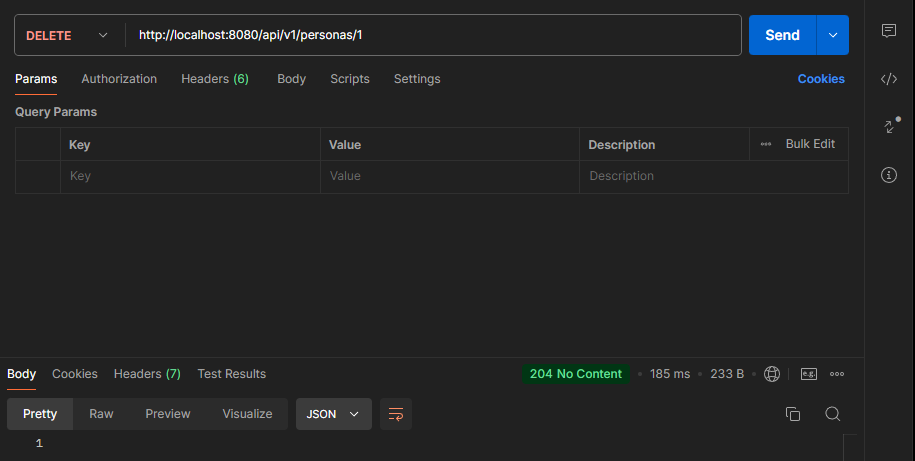 DELETE http://localhost:8080/api/v1/personas/1 Send
Params Authorization Headers (6) Body Scripts Settings Cookies
Query Params
Key Value Description Bulk Edit
Key Value Description
Body Cookies Headers (7) Test Results 204 No Content 185 ms 233 B e.g.
Pretty Raw Preview Visualize JSON
1